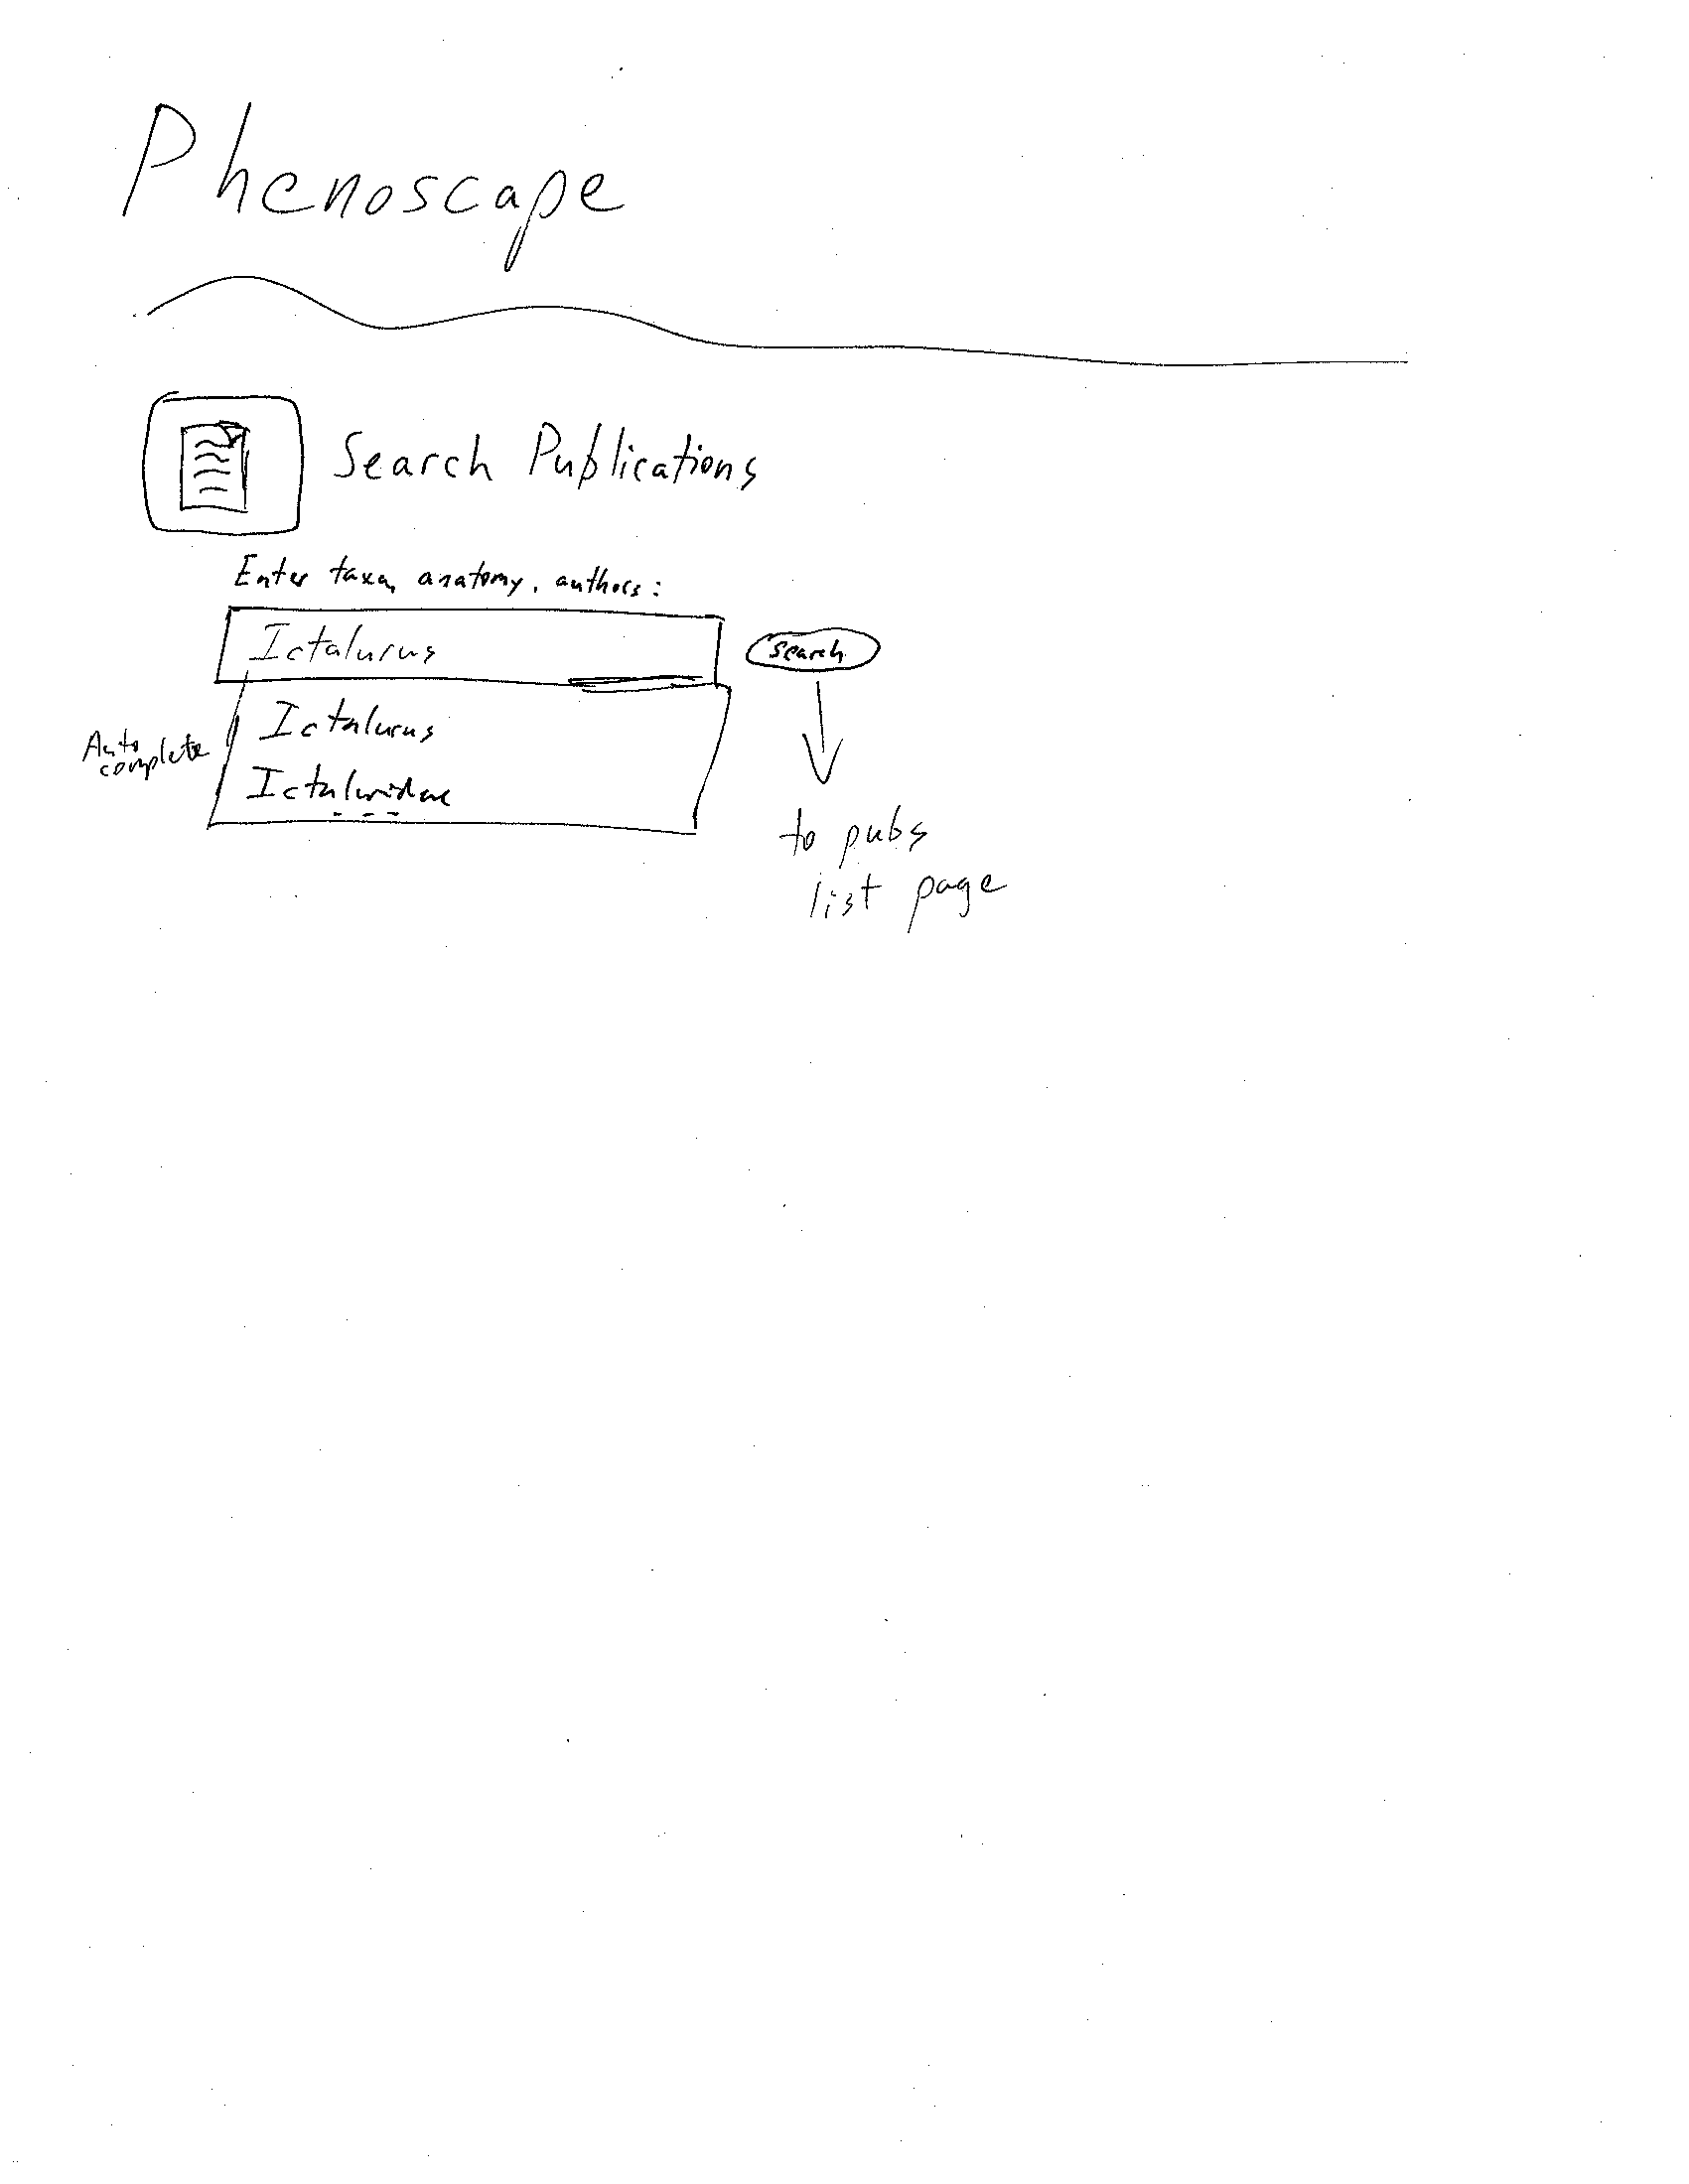 Phenoscape
Search Publications
Enter taxa, anatomy, authors:
Ictalurus
search
Ictalurus
Auto
complete
Ictaluridae
to pubs
list page